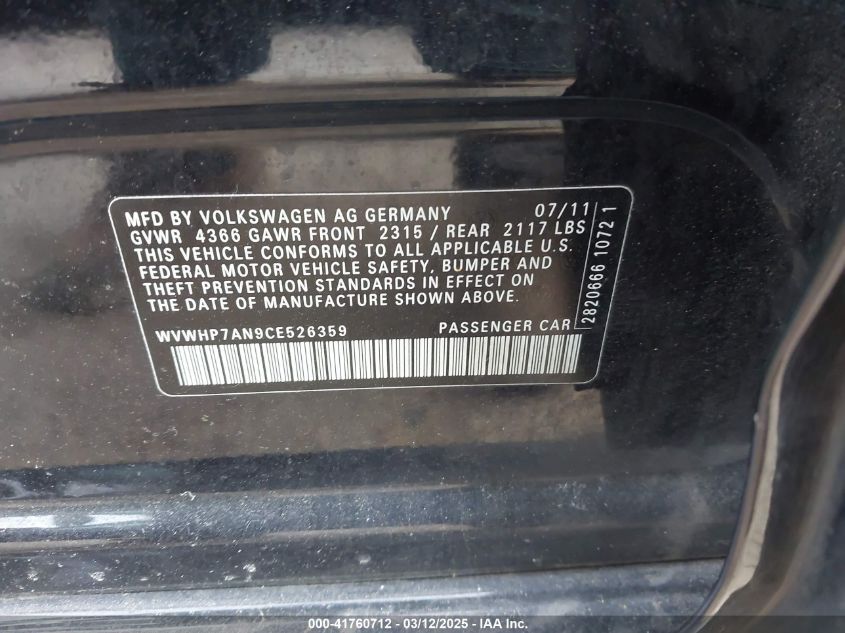 MFD BY VOLKSWAGEN AG GERMANY 07/11
GVWR 4366 GAWR FRONT 2315 / REAR 2117 LBS
THIS VEHICLE CONFORMS TO ALL APPLICABLE U.S.
FEDERAL MOTOR VEHICLE SAFETY, BUMPER AND
THEFT PREVENTION STANDARDS IN EFFECT ON
THE DATE OF MANUFACTURE SHOWN ABOVE.
WVWHP7AN9CE526359 PASSENGER CAR
2820666 1072 1
000-41760712 - 03/12/2025 - IAA Inc.